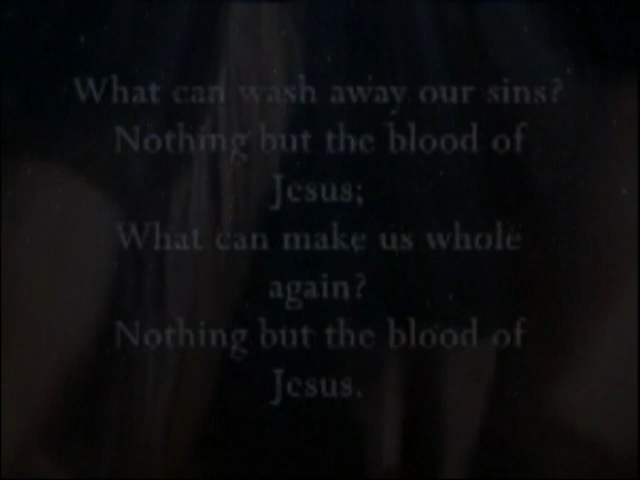 What can wash away our sins?
Nothing but the blood of
Jesus;
What can make us whole
again?
Nothing but the blood of
Jesus.